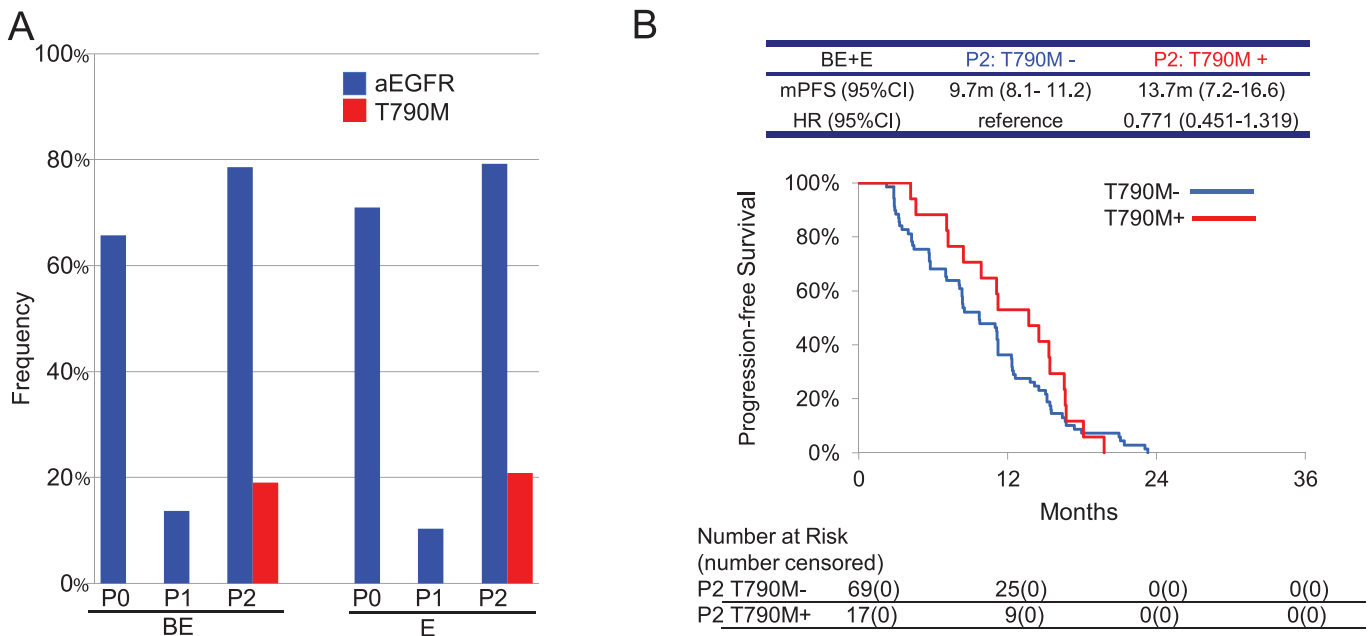 A
100%
80%
60%
40%
20%
0%
Frequency
aEGFR
T790M
P0 P1 P2 P0 P1 P2
BE E
B
BE+E P2: T790M - P2: T790M +
mPFS (95%CI) 9.7m (8.1- 11.2) 13.7m (7.2-16.6)
HR (95%CI) reference 0.771 (0.451-1.319)
Progression-free Survival
100%
80%
60%
40%
20%
0%
T790M-
T790M+
0 12 24 36
Months
Number at Risk
(number censored)
P2 T790M- 69(0) 25(0) 0(0) 0(0)
P2 T790M+ 17(0) 9(0) 0(0) 0(0)